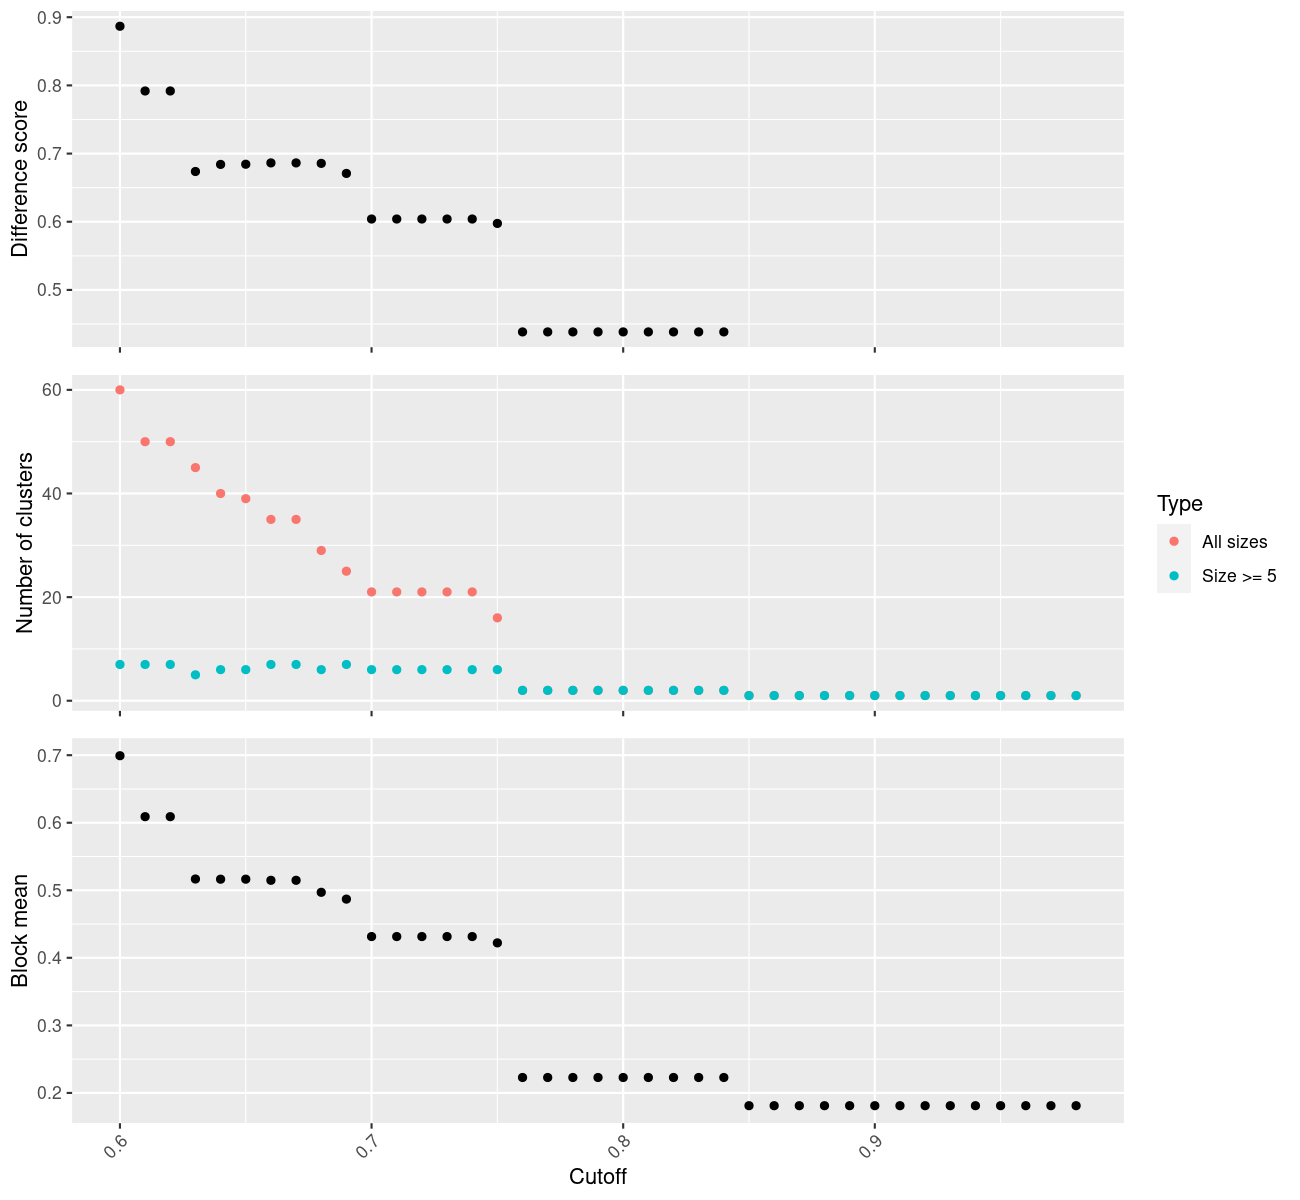 Difference score
0.9
0.8
0.7
0.6
0.5
Number of clusters
60
40
20
0
Type
All sizes
Size >= 5
Block mean
0.7
0.6
0.5
0.4
0.3
0.2
0.6 0.7 0.8 0.9
Cutoff